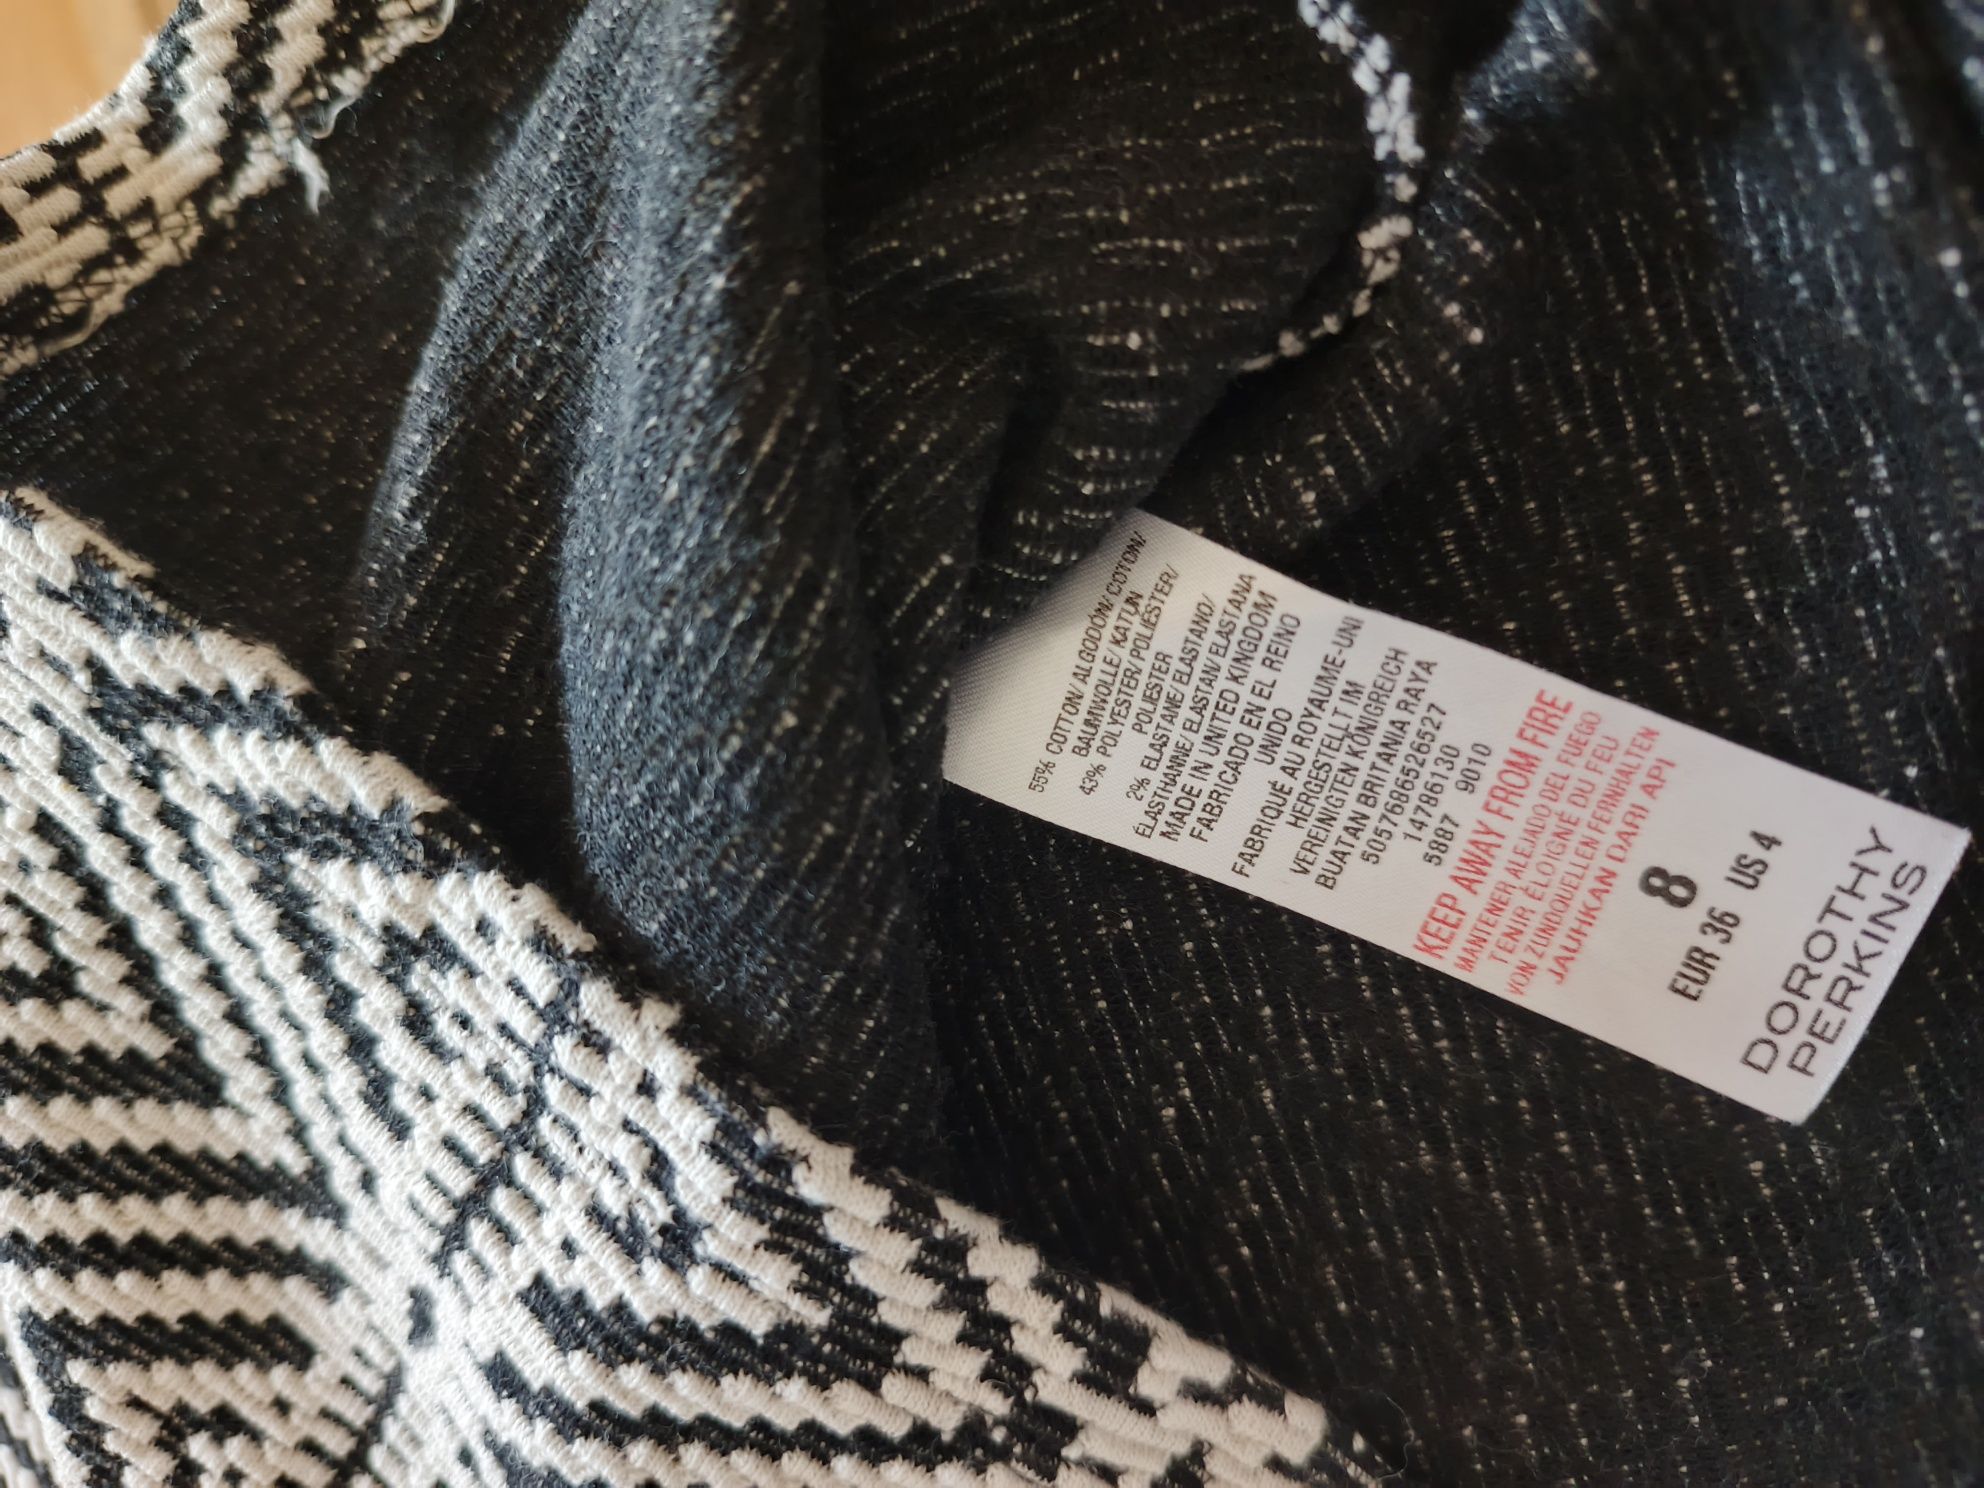 55% COTTON/ ALGODÓN/ COTON/
BAUMWOLLE/ KATUN
43% POLYESTER/ POLIESTER/
POLIESTER
2% ELASTANE/ ELASTANO/
ÉLASTHANNE/ ELASTAN/ ELASTANA
MADE IN UNITED KINGDOM
FABRICADO EN EL REINO
UNIDO
FABRIQUÉ AU ROYAUME-UNI
HERGESTELLT IM
VEREINIGTEN KÖNIGREICH
BUATAN BRITANIA RAYA
5057686526527
14786130
5887 9010
KEEP AWAY FROM FIRE
MANTENER ALEJADO DEL FUEGO
TENIR ÉLOIGNÉ DU FEU
VON ZÜNDQUELLEN FERNHALTEN
JAUHKAN DARI API
8
EUR 36 US 4
DOROTHY
PERKINS